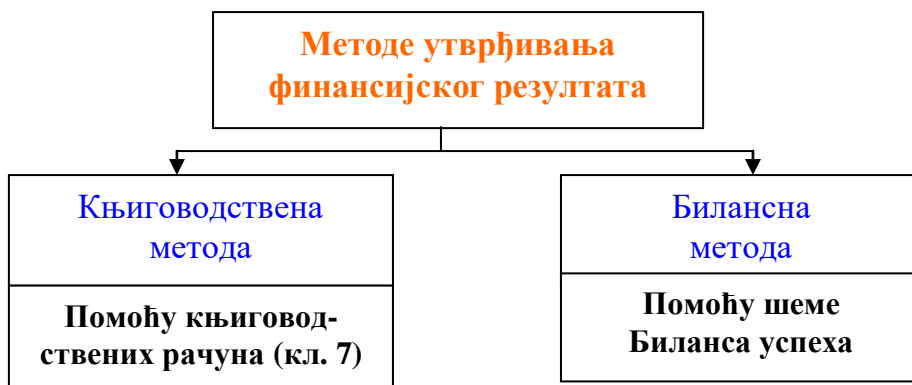 Методе утврђивања
финансијског резултата
Књиговодствена
метода
Помоћу књиговод-
ствених рачуна (кл. 7)
Билансна
метода
Помоћу шеме
Биланса успеха